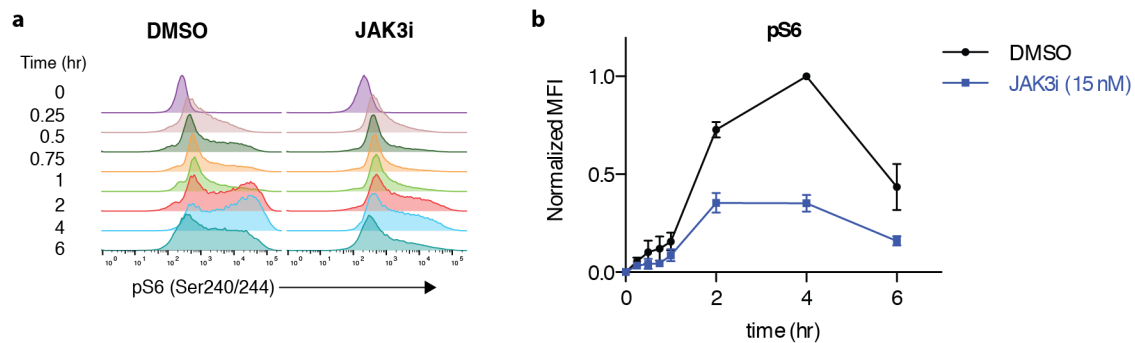 a
DMSO JAK3i
Time (hr)
0
0.25
0.5
0.75
1
2
4
6
10⁰ 10¹ 10² 10³ 10⁴ 10⁵ 10⁰ 10¹ 10² 10³ 10⁴ 10⁵
pS6 (Ser240/244)
b
pS6
DMSO
JAK3i (15 nM)
Normalized MFI
1.0
0.5
0.0
0 2 4 6
time (hr)